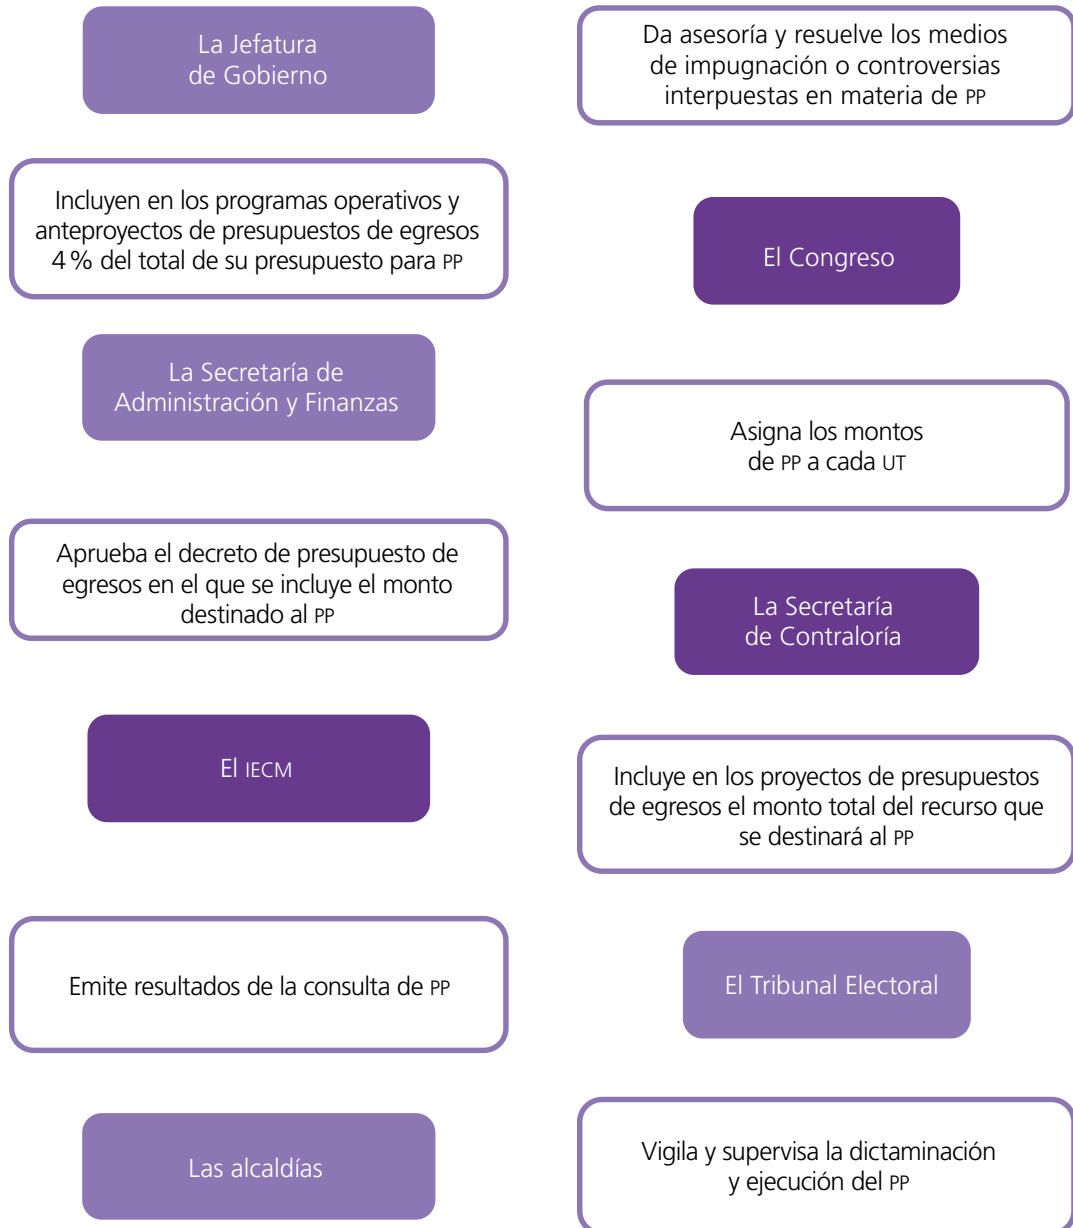 La Jefatura
de Gobierno
Da asesoría y resuelve los medios
de impugnación o controversias
interpuestas en materia de PP
Incluyen en los programas operativos y
anteproyectos de presupuestos de egresos
4 % del total de su presupuesto para PP
El Congreso
La Secretaría de
Administración y Finanzas
Asigna los montos
de PP a cada UT
Aprueba el decreto de presupuesto de
egresos en el que se incluye el monto
destinado al PP
La Secretaría
de Contraloría
El IECM
Incluye en los proyectos de presupuestos
de egresos el monto total del recurso que
se destinará al PP
Emite resultados de la consulta de PP
El Tribunal Electoral
Las alcaldías
Vigila y supervisa la dictaminación
y ejecución del PP